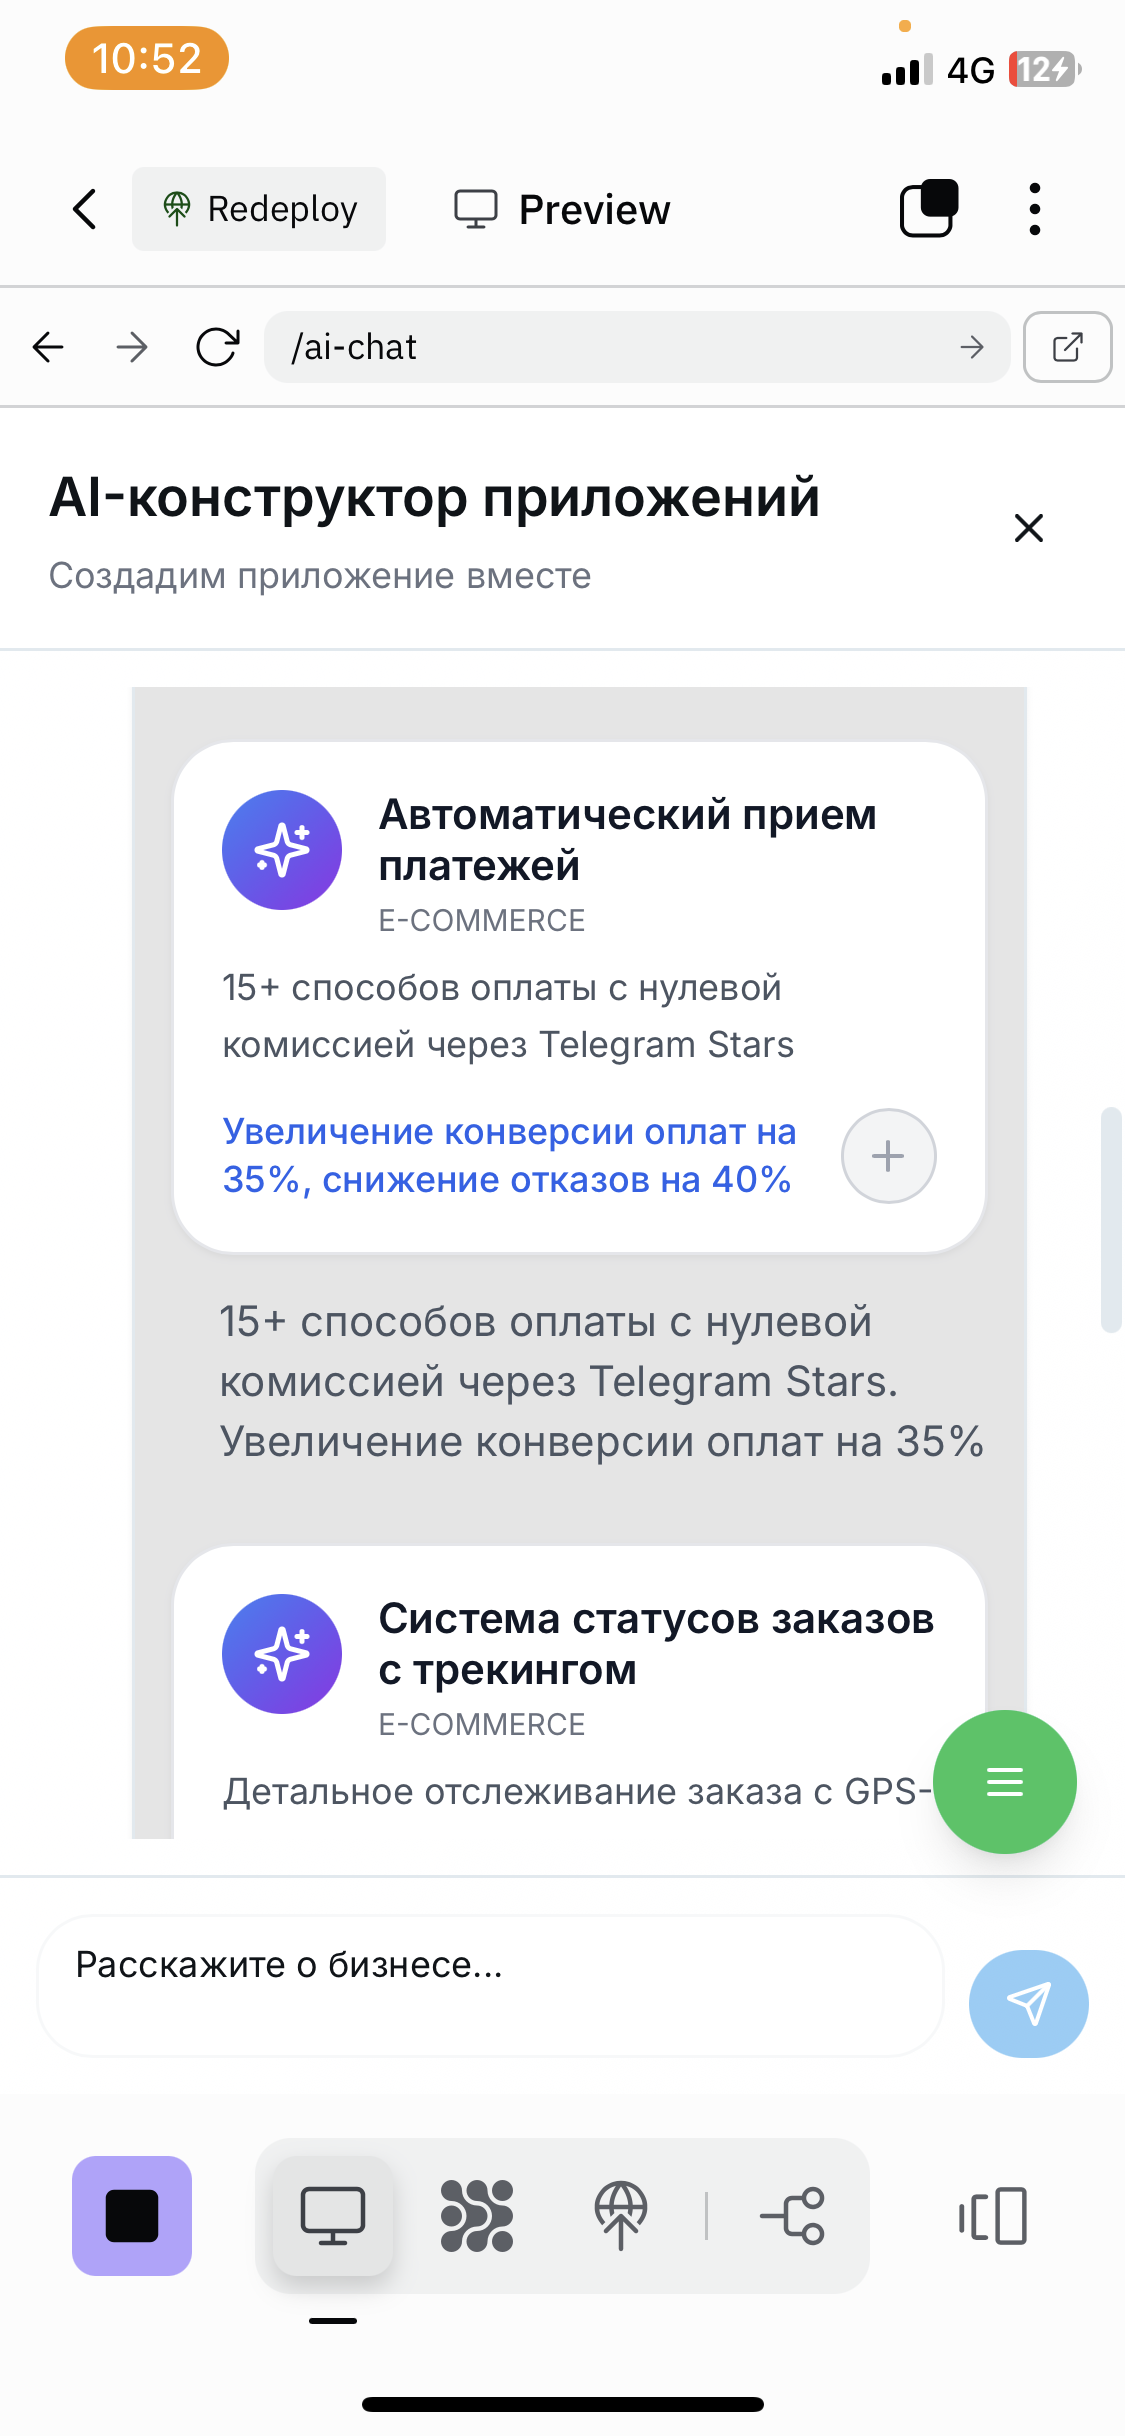 10:52
4G
12
Redeploy
Preview
/ai-chat
AI-конструктор приложений
Создадим приложение вместе
Автоматический прием
платежей
E-COMMERCE
15+ способов оплаты с нулевой
комиссией через Telegram Stars
Увеличение конверсии оплат на
35%, снижение отказов на 40%
15+ способов оплаты с нулевой
комиссией через Telegram Stars.
Увеличение конверсии оплат на 35%
Система статусов заказов
с трекингом
E-COMMERCE
Детальное отслеживание заказа с GPS-
Расскажите о бизнесе...